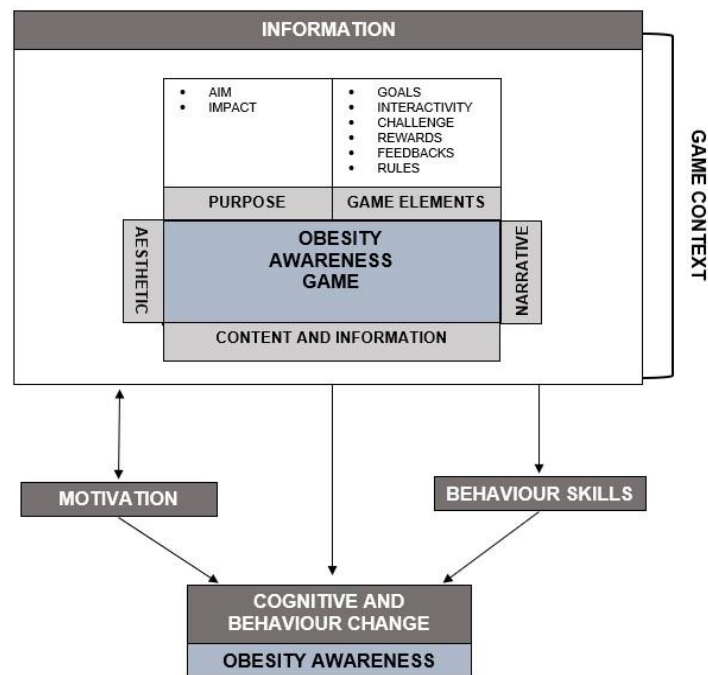 INFORMATION
AIM
IMPACT
GOALS
INTERACTIVITY
CHALLENGE
REWARDS
FEEDBACKS
RULES
PURPOSE
GAME ELEMENTS
AESTHETIC
OBESITY
AWARENESS
GAME
NARRATIVE
CONTENT AND INFORMATION
GAME CONTEXT
MOTIVATION
BEHAVIOUR SKILLS
COGNITIVE AND
BEHAVIOUR CHANGE
OBESITY AWARENESS